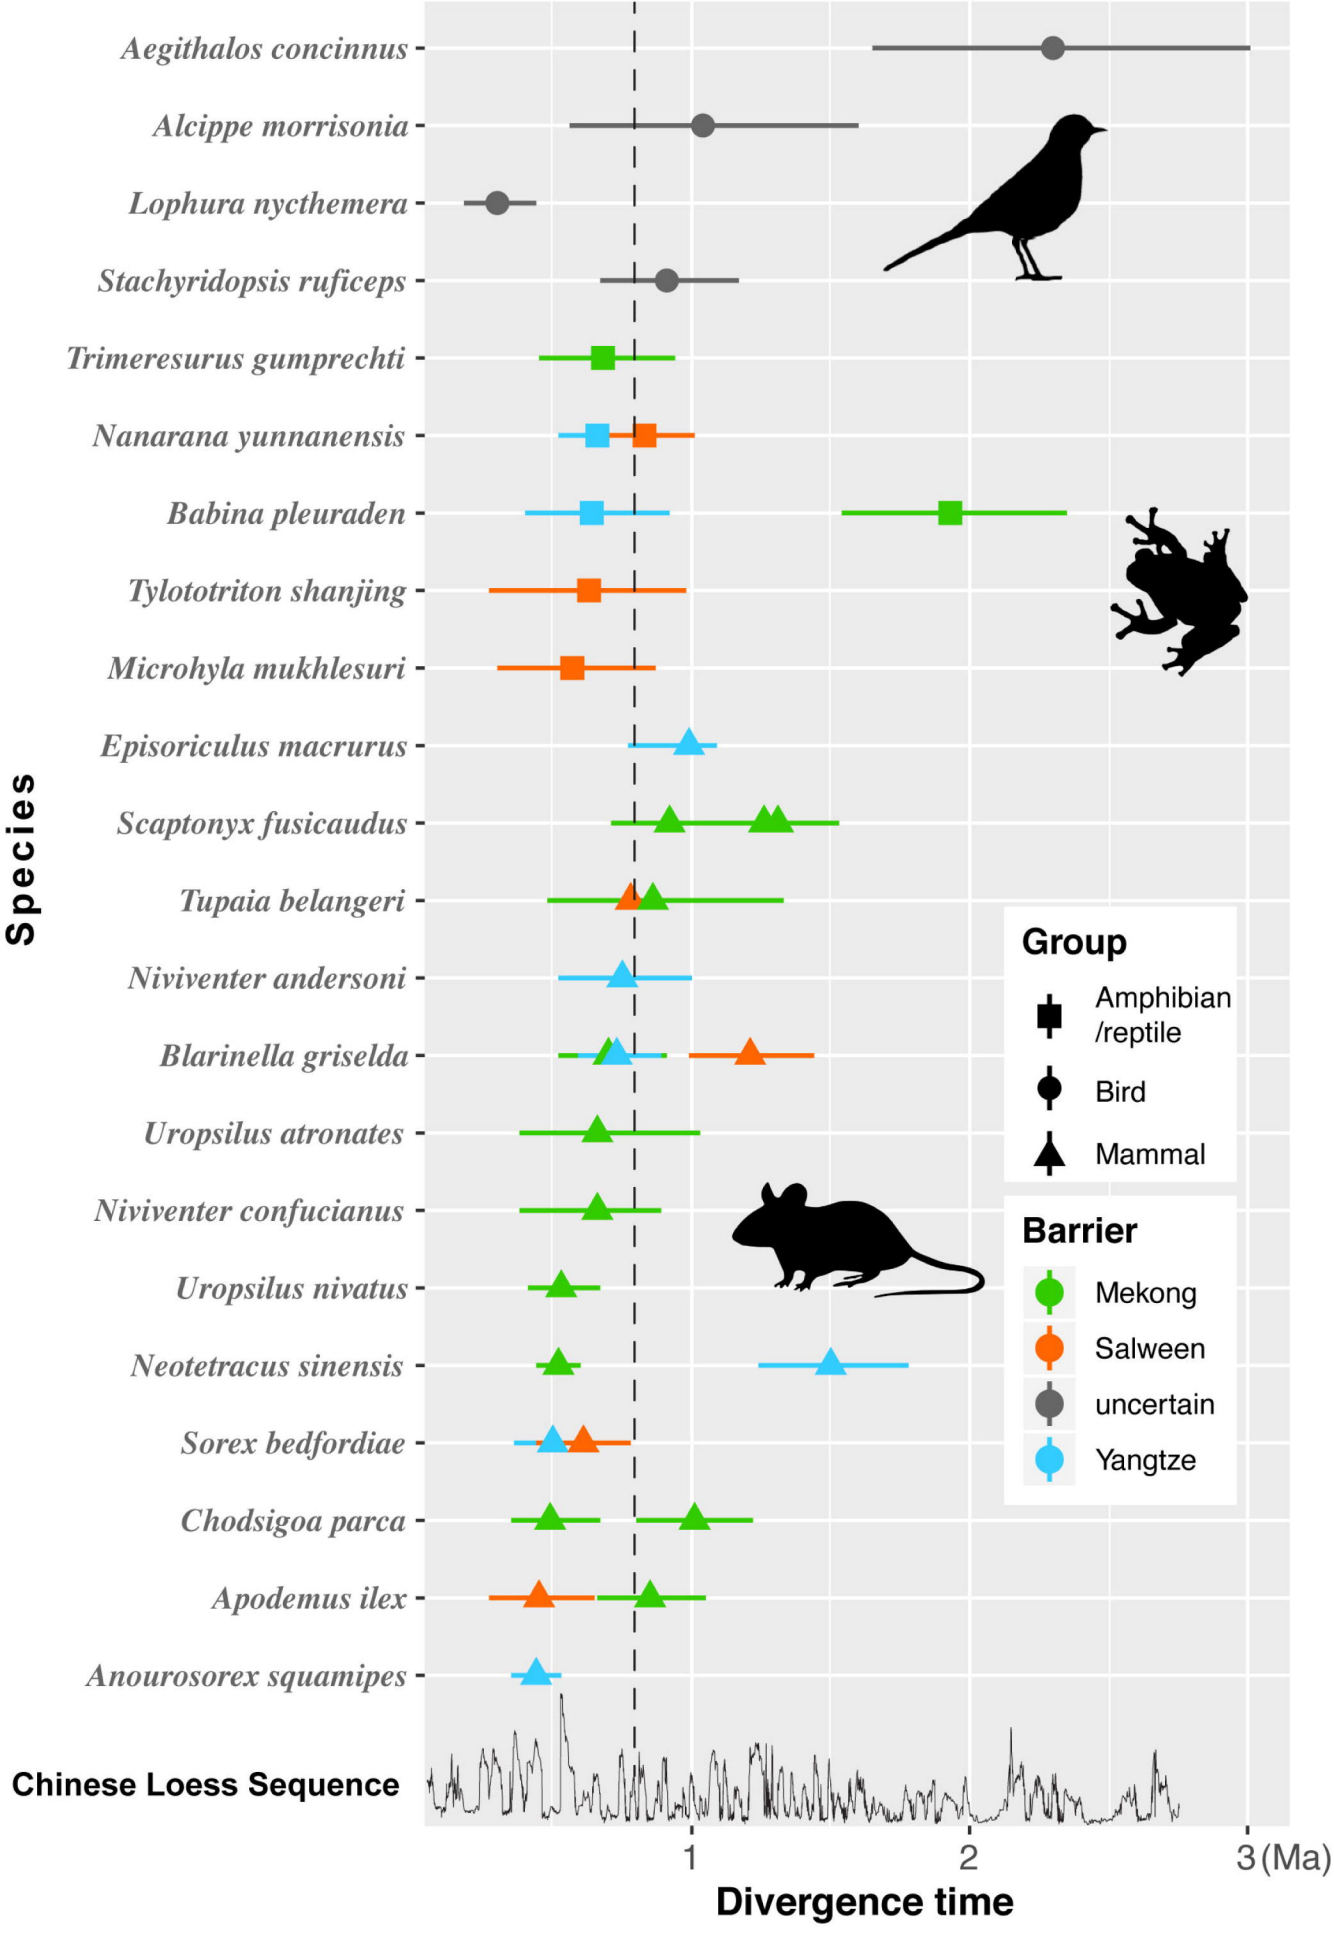 Aegithalos concinnus
Alcippe morrisonia
Lophura nycthemera
Stachyridopsis ruficeps
Trimeresurus gumprechti
Nanarana yunnanensis
Babina pleuraden
Tylototriton shanjing
Microhyla mukhlesuri
Episoriculus macrurus
Scaptonyx fusicaudus
Tupaia belangeri
Niviventer andersoni
Blarinella griselda
Uropsilus atronates
Niviventer confucianus
Uropsilus nivatus
Neotetracus sinensis
Sorex bedfordiae
Chodsigoa parca
Apodemus ilex
Anourosorex squamipes
Chinese Loess Sequence
Species
Group
Amphibian
/reptile
Bird
Mammal
Barrier
Mekong
Salween
uncertain
Yangtze
1 2 3 (Ma)
Divergence time